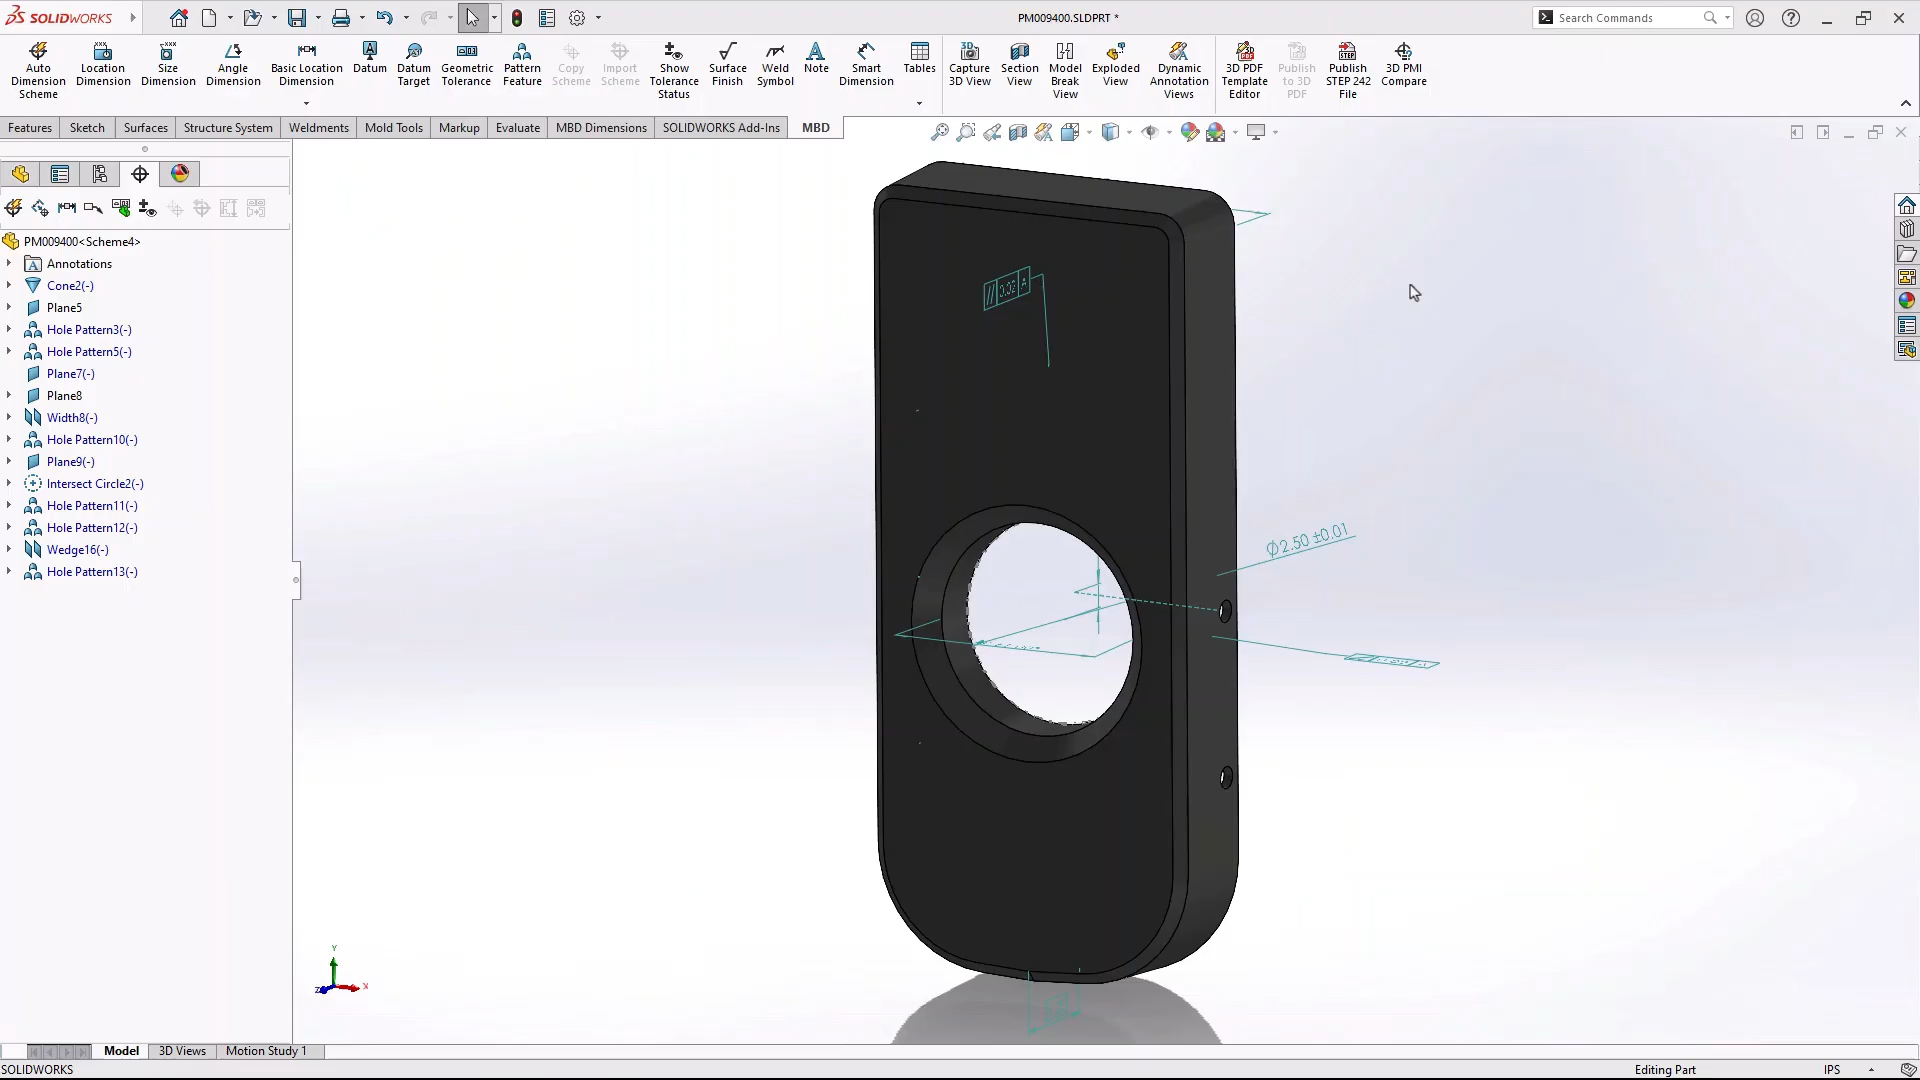 SOLIDWORKS
PM009400.SLDPRT *
Search Commands
Auto Dimension Scheme
Location Dimension
Size Dimension
Angle Dimension
Basic Location Dimension
Datum
Datum Target
Geometric Tolerance
Pattern Feature
Copy Scheme
Import Scheme
Show Tolerance Status
Surface Finish
Weld Symbol
Note
Smart Dimension
Tables
Capture 3D View
Section View
Model Break View
Exploded View
Dynamic Annotation Views
3D PDF Template Editor
Publish to 3D PDF
Publish STEP 242 File
3D PMI Compare
Features
Sketch
Surfaces
Structure System
Weldments
Mold Tools
Markup
Evaluate
MBD Dimensions
SOLIDWORKS Add-Ins
MBD
PM009400<Scheme4>
Annotations
Cone2(-)
Plane5
Hole Pattern3(-)
Hole Pattern5(-)
Plane7(-)
Plane8
Width8(-)
Hole Pattern10(-)
Plane9(-)
Intersect Circle2(-)
Hole Pattern11(-)
Hole Pattern12(-)
Wedge16(-)
Hole Pattern13(-)
// 0.02 A
∅2.50 ±0.01
Y
Z
X
Model
3D Views
Motion Study 1
SOLIDWORKS
Editing Part
IPS